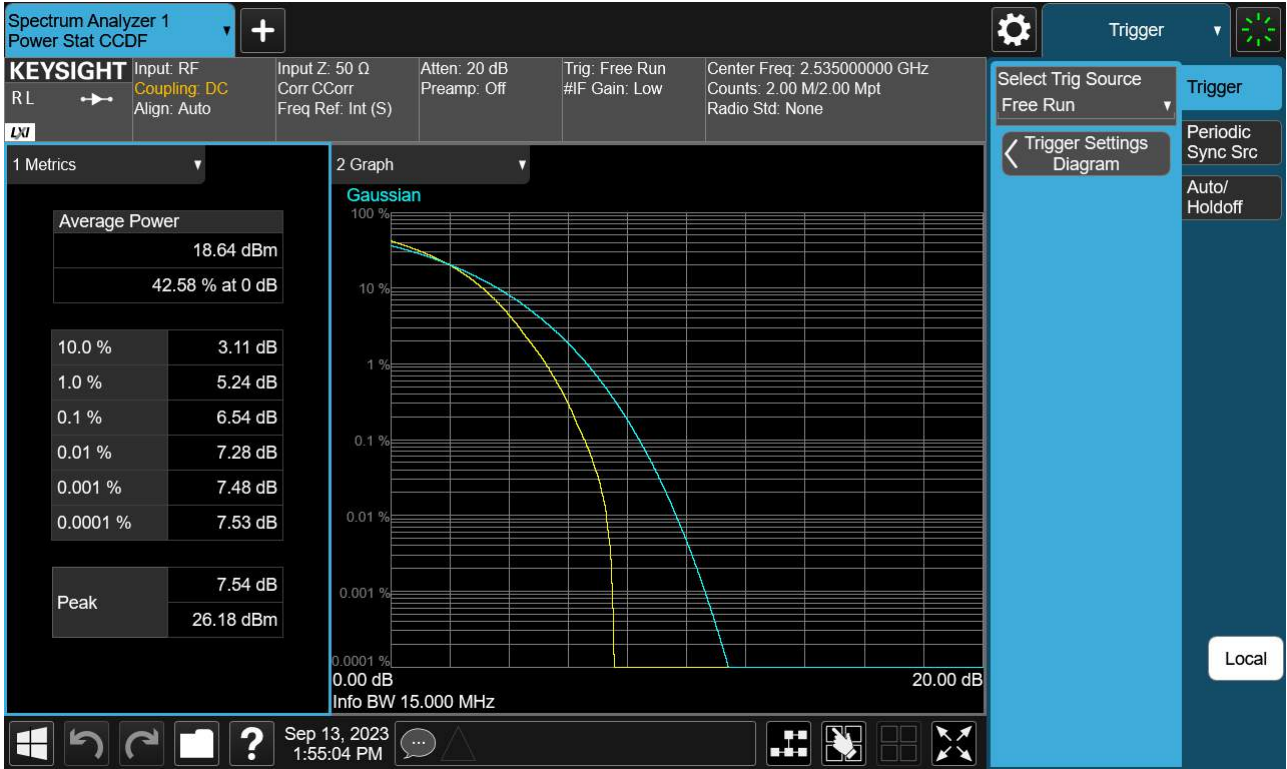 Spectrum Analyzer 1
Power Stat CCDF
+
Trigger
KEYSIGHT
R L
LXI
Input: RF
Coupling: DC
Align: Auto
Input Z: 50 Ω
Corr CCorr
Freq Ref: Int (S)
Atten: 20 dB
Preamp: Off
Trig: Free Run
#IF Gain: Low
Center Freq: 2.535000000 GHz
Counts: 2.00 M/2.00 Mpt
Radio Std: None
Select Trig Source
Free Run
Trigger Settings
Diagram
Trigger
Periodic
Sync Src
Auto/
Holdoff
1 Metrics
Average Power
18.64 dBm
42.58 % at 0 dB
10.0 % 3.11 dB
1.0 % 5.24 dB
0.1 % 6.54 dB
0.01 % 7.28 dB
0.001 % 7.48 dB
0.0001 % 7.53 dB
Peak
7.54 dB
26.18 dBm
2 Graph
Gaussian
100 %
10 %
1 %
0.1 %
0.01 %
0.001 %
0.0001 %
0.00 dB 20.00 dB
Info BW 15.000 MHz
Local
?
Sep 13, 2023
1:55:04 PM